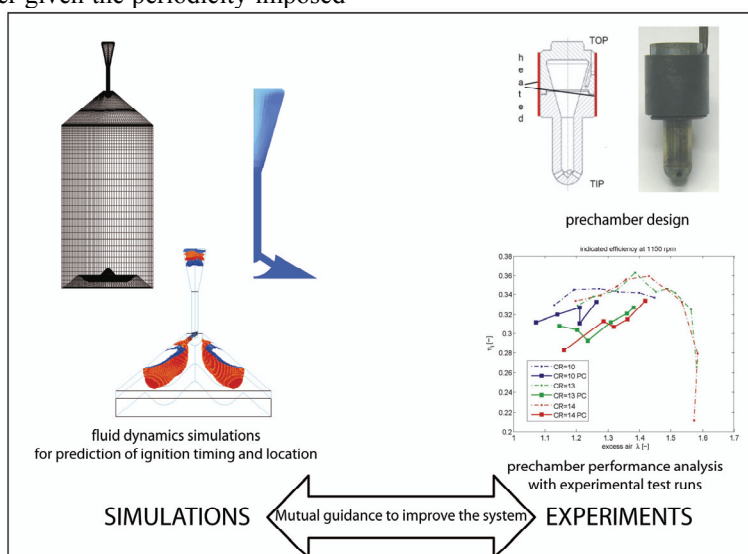 er given the periodicity imposed
TOP
heated
TIP
prechamber design
fluid dynamics simulations
for prediction of ignition timing and location
indicated efficiency at 1100 rpm
0.38
0.36
0.34
0.32
0.3
0.28
0.26
0.24
0.22
0.2
CR=10
CR=10 PC
CR=13
CR=13 PC
CR=14
CR=14 PC
1 1.1 1.2 1.3 1.4 1.5 1.6 1.7
excess air λ [-]
prechamber performance analysis
with experimental test runs
SIMULATIONS
Mutual guidance to improve the system
EXPERIMENTS